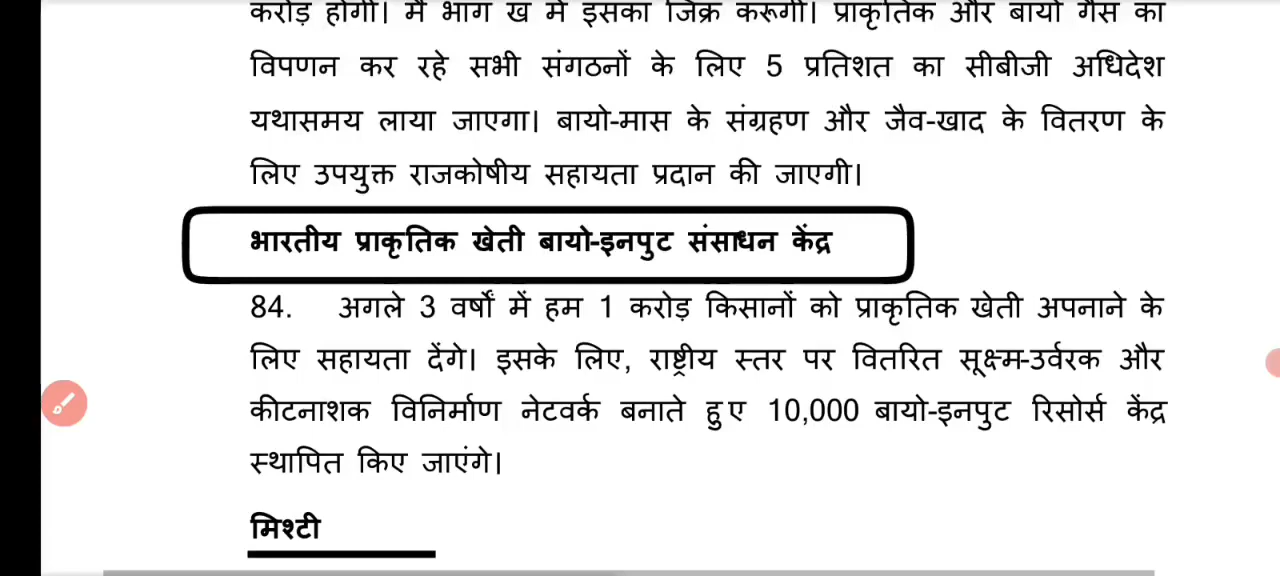 करोड़ होगी। मैं भाग ख में इसका जिक्र करूंगी। प्राकृतिक और बायो गैस का
विपणन कर रहे सभी संगठनों के लिए 5 प्रतिशत का सीबीजी अधिदेश
यथासमय लाया जाएगा। बायो-मास के संग्रहण और जैव-खाद के वितरण के
लिए उपयुक्त राजकोषीय सहायता प्रदान की जाएगी।
भारतीय प्राकृतिक खेती बायो-इनपुट संसाधन केंद्र
84. अगले 3 वर्षों में हम 1 करोड़ किसानों को प्राकृतिक खेती अपनाने के
लिए सहायता देंगे। इसके लिए, राष्ट्रीय स्तर पर वितरित सूक्ष्म-उर्वरक और
कीटनाशक विनिर्माण नेटवर्क बनाते हुए 10,000 बायो-इनपुट रिसोर्स केंद्र
स्थापित किए जाएंगे।
मिश्टी